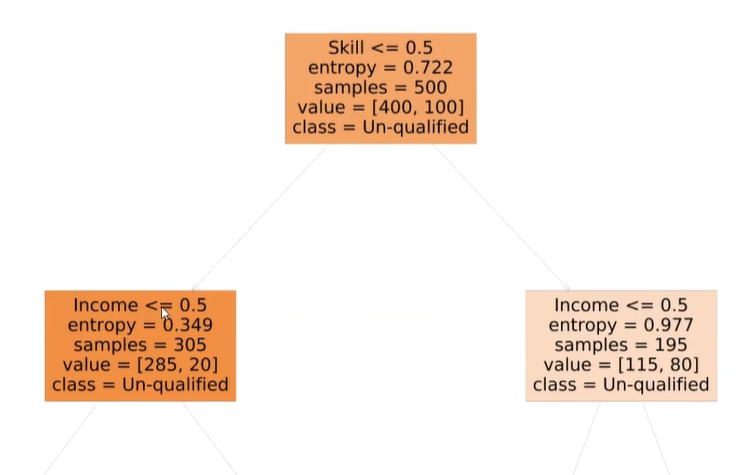 Skill <= 0.5
entropy = 0.722
samples = 500
value = [400, 100]
class = Un-qualified
Income <= 0.5
entropy = 0.349
samples = 305
value = [285, 20]
class = Un-qualified
Income <= 0.5
entropy = 0.977
samples = 195
value = [115, 80]
class = Un-qualified